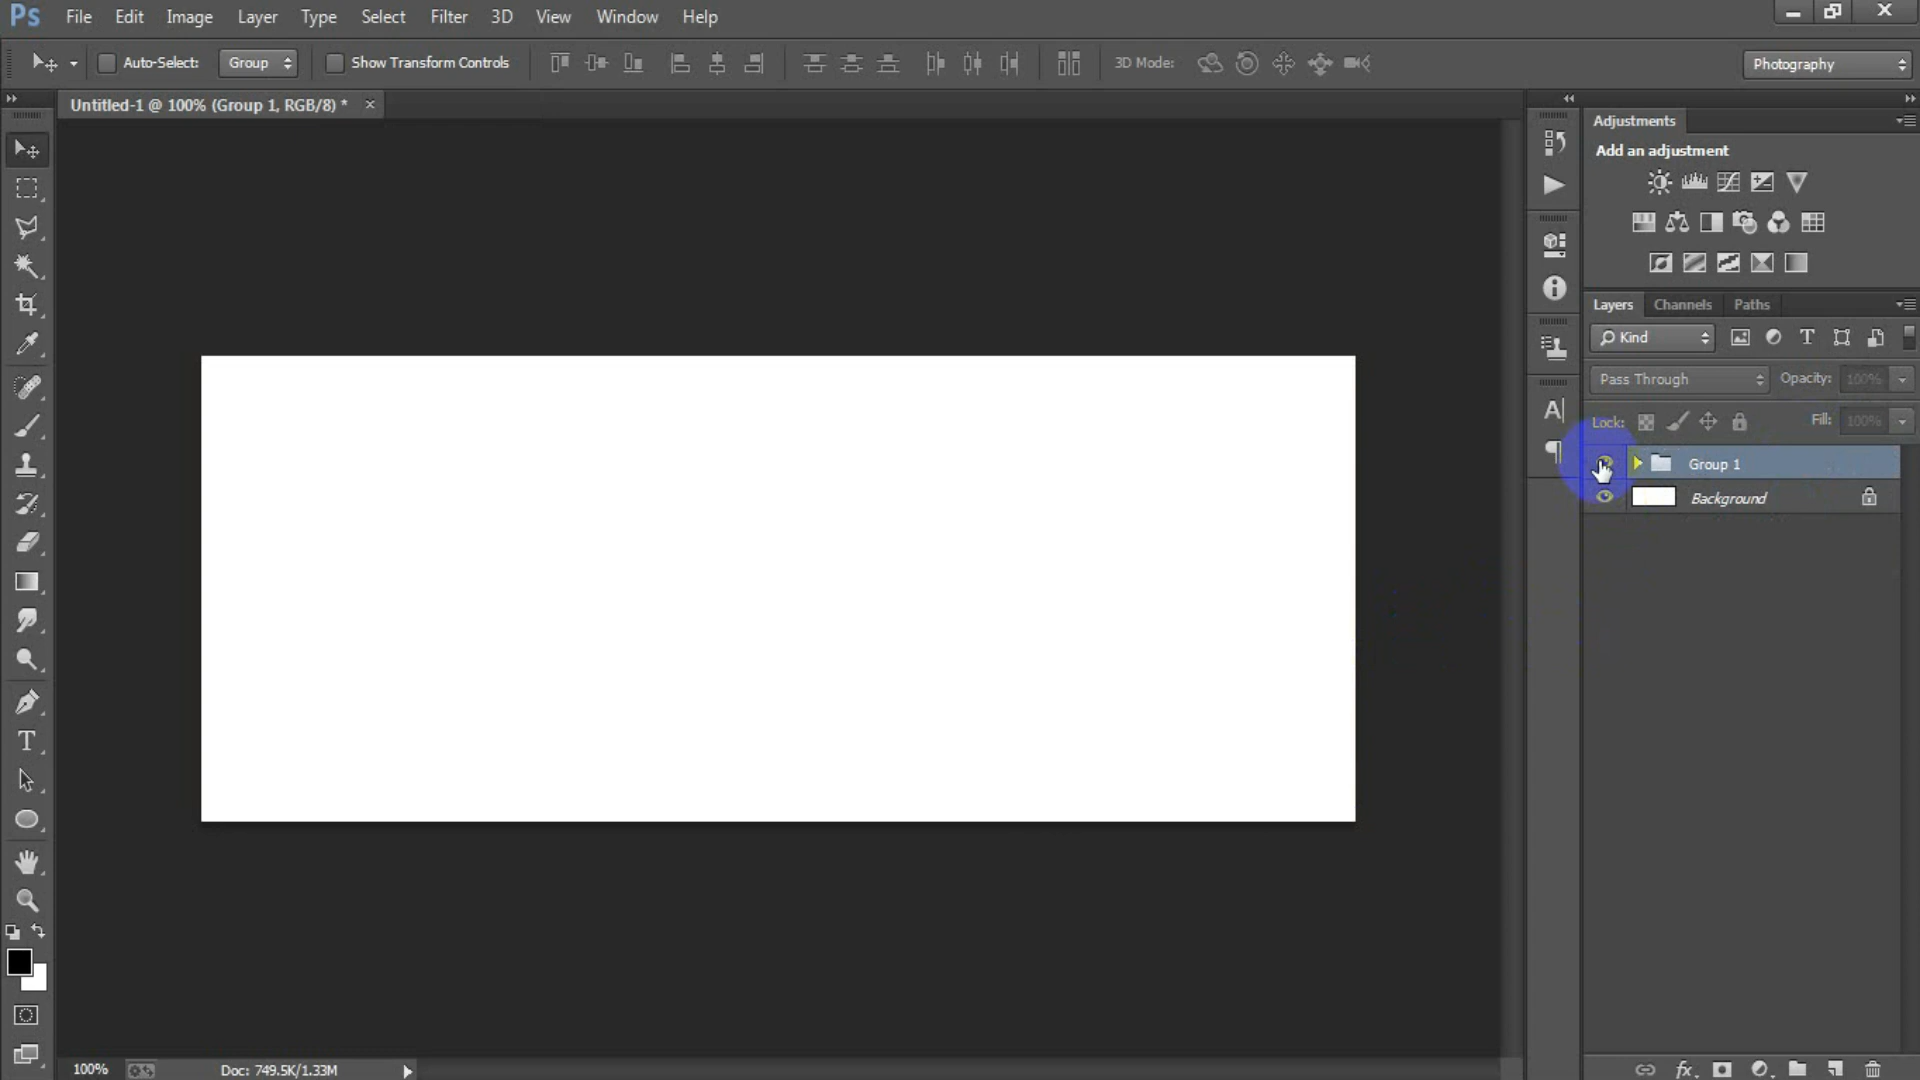 Ps File Edit Image Layer Type Select Filter 3D View Window Help
Auto-Select: Group Show Transform Controls 3D Mode: Photography
Untitled-1 @ 100% (Group 1, RGB/8) * ×
Adjustments
Add an adjustment
Layers Channels Paths
Kind
Pass Through Opacity: 100%
Lock: Fill: 100%
Group 1
Background
100% Doc: 749.5K/1.33M